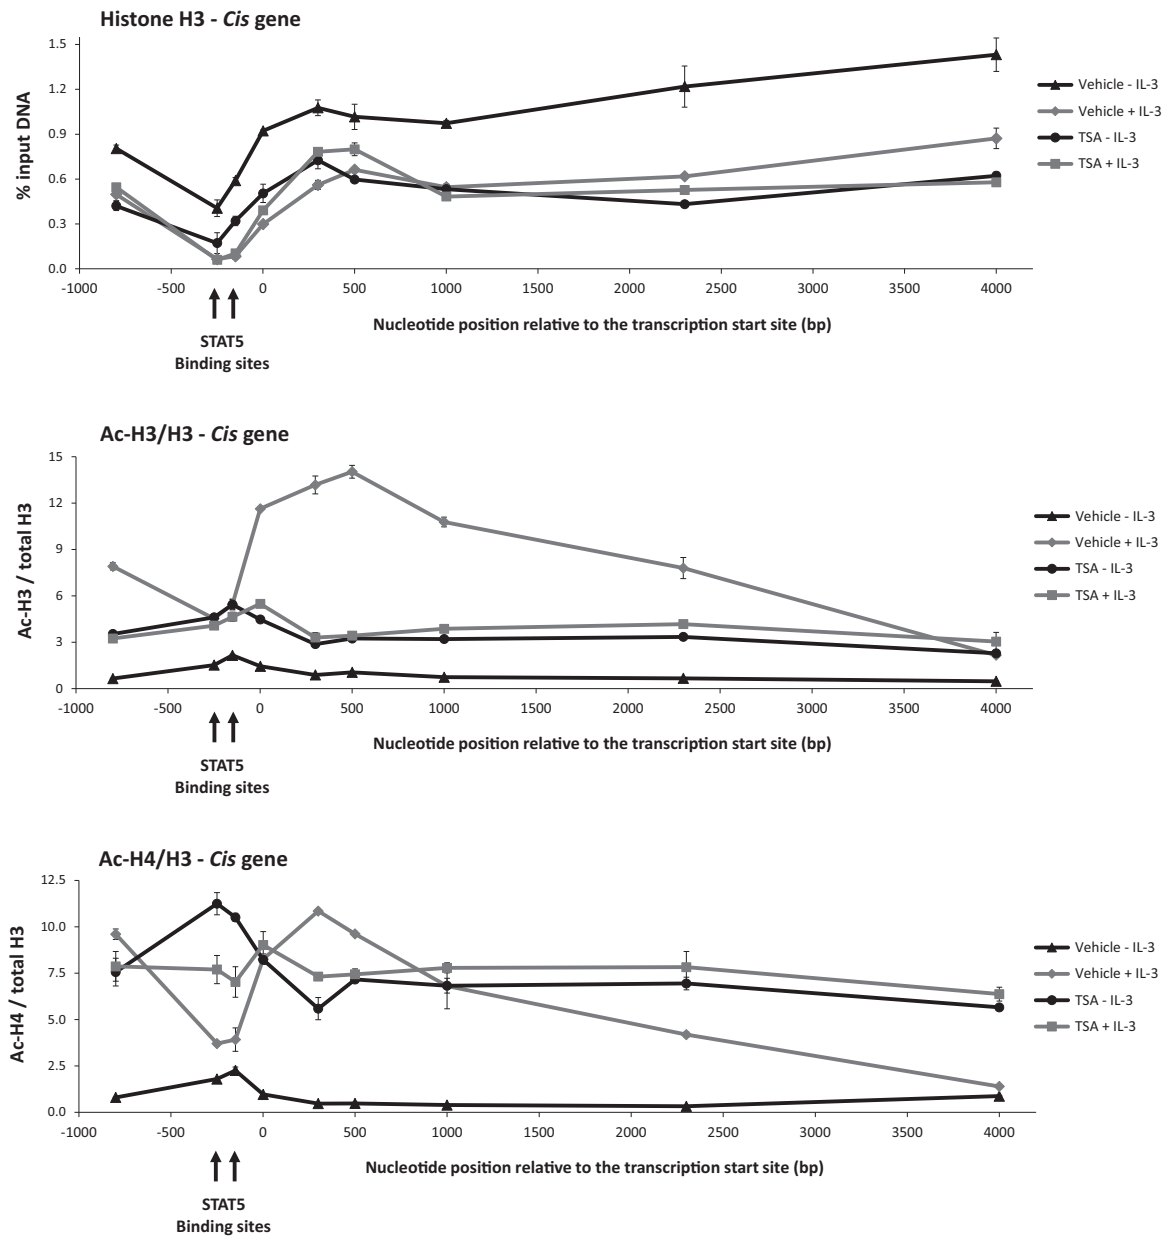 Histone H3 - Cis gene
% input DNA
1.5
1.2
0.9
0.6
0.3
0.0
-1000 -500 0 500 1000 1500 2000 2500 3000 3500 4000
Nucleotide position relative to the transcription start site (bp)
STAT5
Binding sites
Vehicle - IL-3
Vehicle + IL-3
TSA - IL-3
TSA + IL-3
Ac-H3/H3 - Cis gene
Ac-H3 / total H3
15
12
9
6
3
0
-1000 -500 0 500 1000 1500 2000 2500 3000 3500 4000
Nucleotide position relative to the transcription start site (bp)
STAT5
Binding sites
Vehicle - IL-3
Vehicle + IL-3
TSA - IL-3
TSA + IL-3
Ac-H4/H3 - Cis gene
Ac-H4 / total H3
12.5
10.0
7.5
5.0
2.5
0.0
-1000 -500 0 500 1000 1500 2000 2500 3000 3500 4000
Nucleotide position relative to the transcription start site (bp)
STAT5
Binding sites
Vehicle - IL-3
Vehicle + IL-3
TSA - IL-3
TSA + IL-3